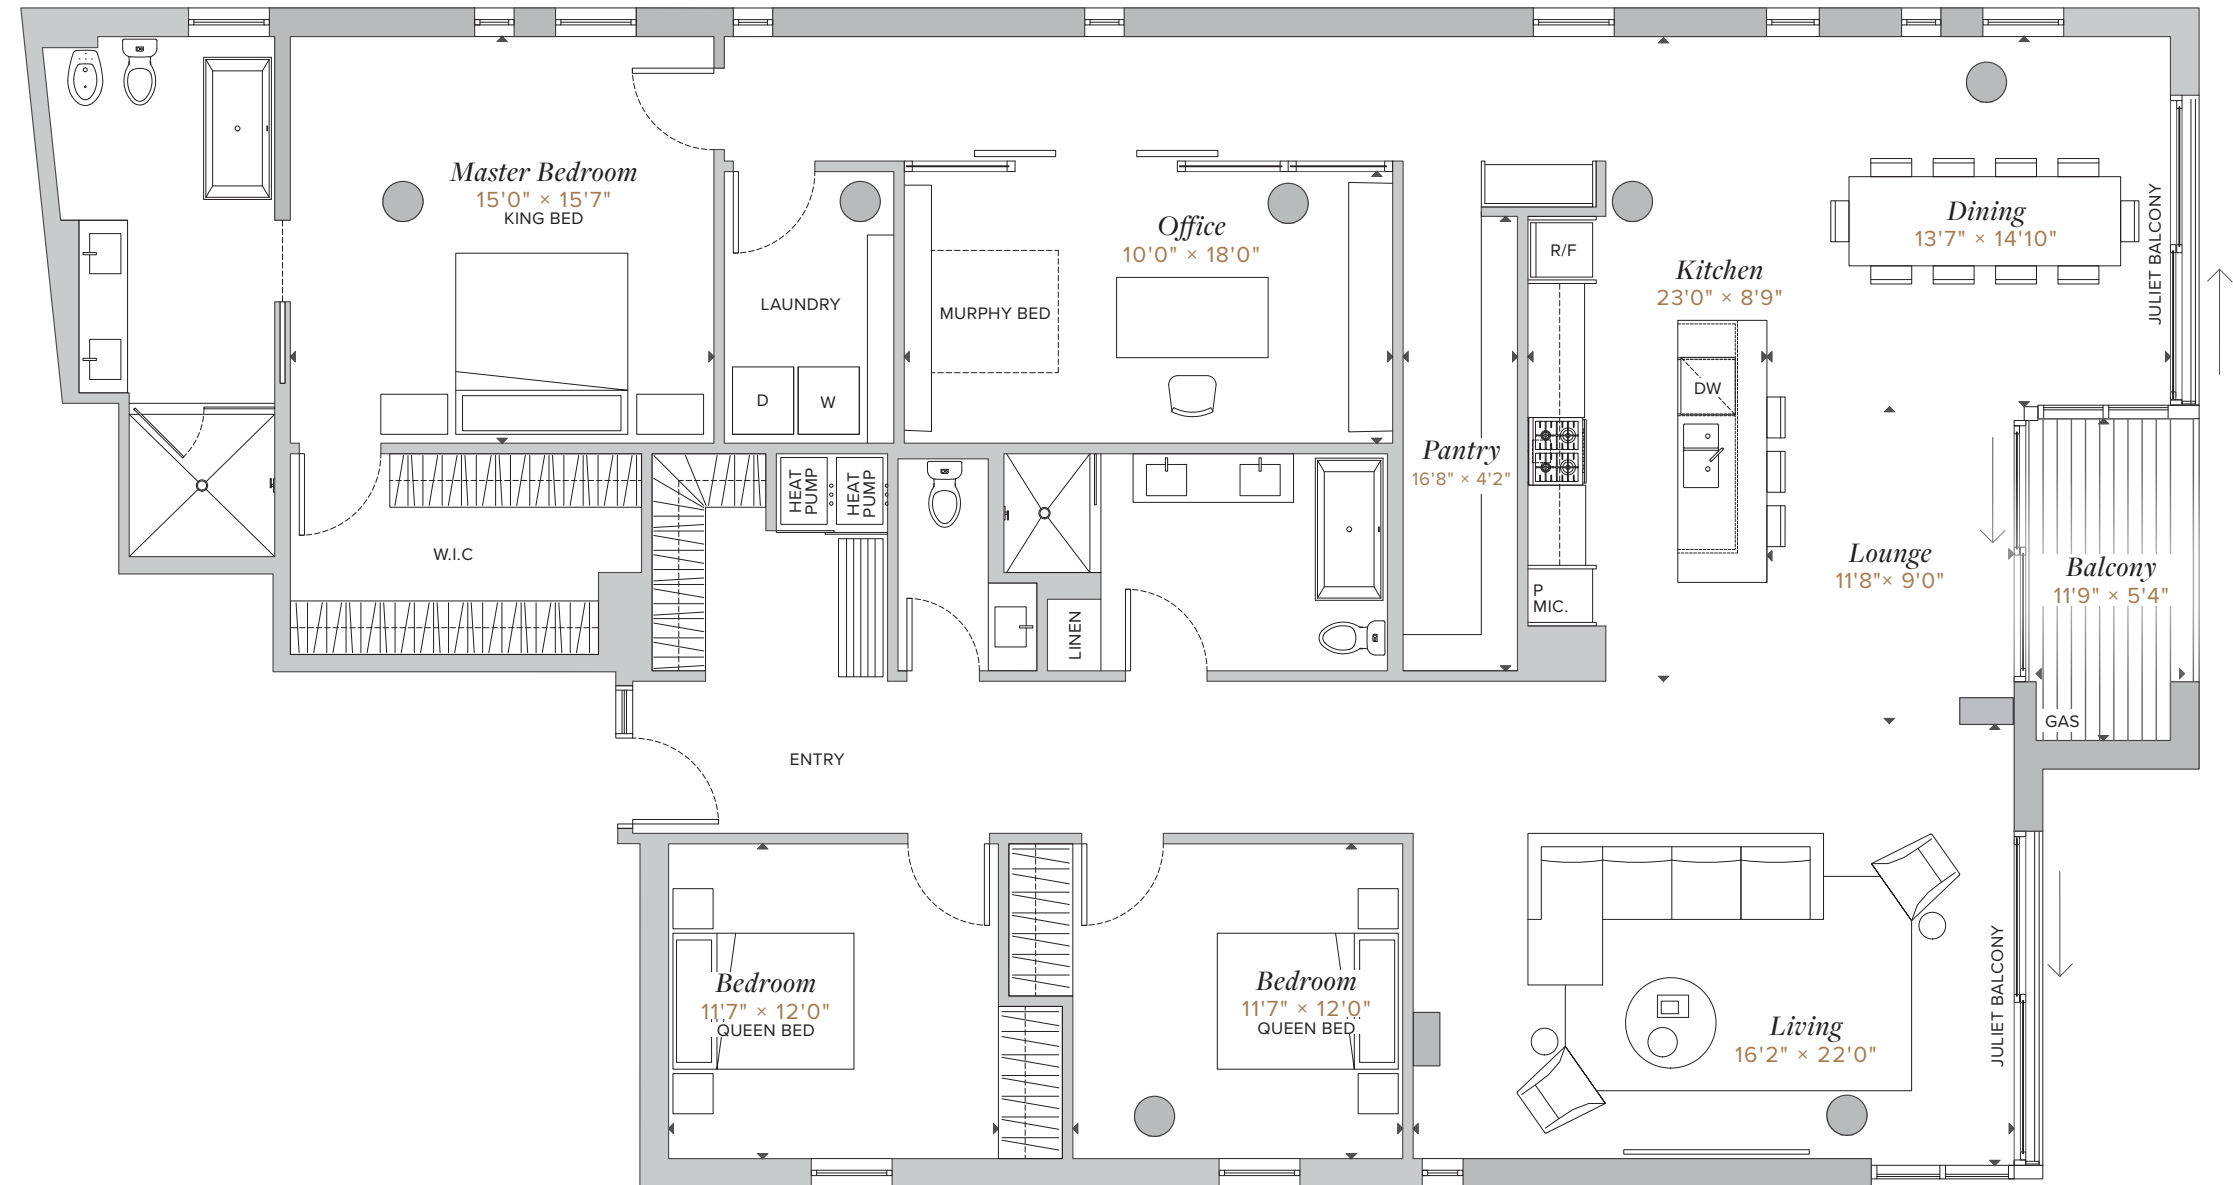 Master Bedroom
15'0" × 15'7"
KING BED
LAUNDRY
D
W
Office
10'0" × 18'0"
MURPHY BED
R/F
Kitchen
23'0" × 8'9"
DW
Dining
13'7" × 14'10"
JULIET BALCONY
Pantry
16'8" × 4'2"
P
MIC.
Lounge
11'8"× 9'0"
Balcony
11'9" × 5'4"
GAS
W.I.C
HEAT
PUMP
HEAT
PUMP
LINEN
ENTRY
Bedroom
11'7" × 12'0"
QUEEN BED
Bedroom
11'7" × 12'0"
QUEEN BED
Living
16'2" × 22'0"
JULIET BALCONY